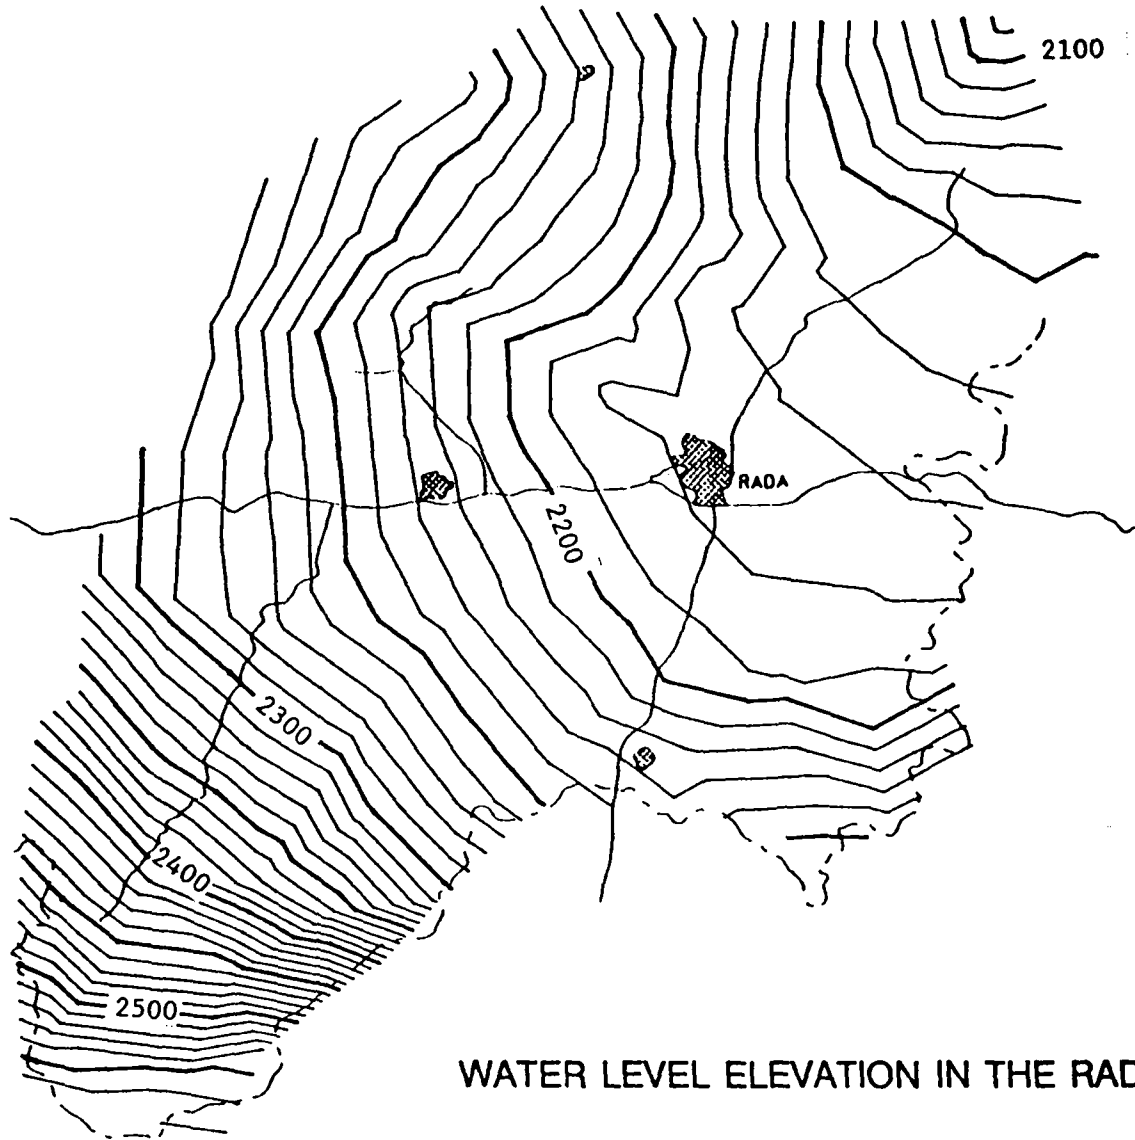 2100
RADA
2200
2300
2400
2500
WATER LEVEL ELEVATION IN THE RAD